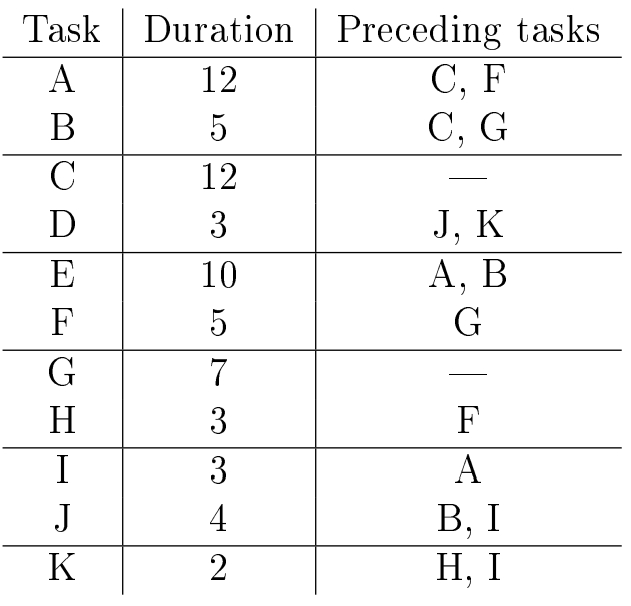 Task Duration Preceding tasks
A 12 C, F
B 5 C, G
C 12 —
D 3 J, K
E 10 A, B
F 5 G
G 7 —
H 3 F
I 3 A
J 4 B, I
K 2 H, I